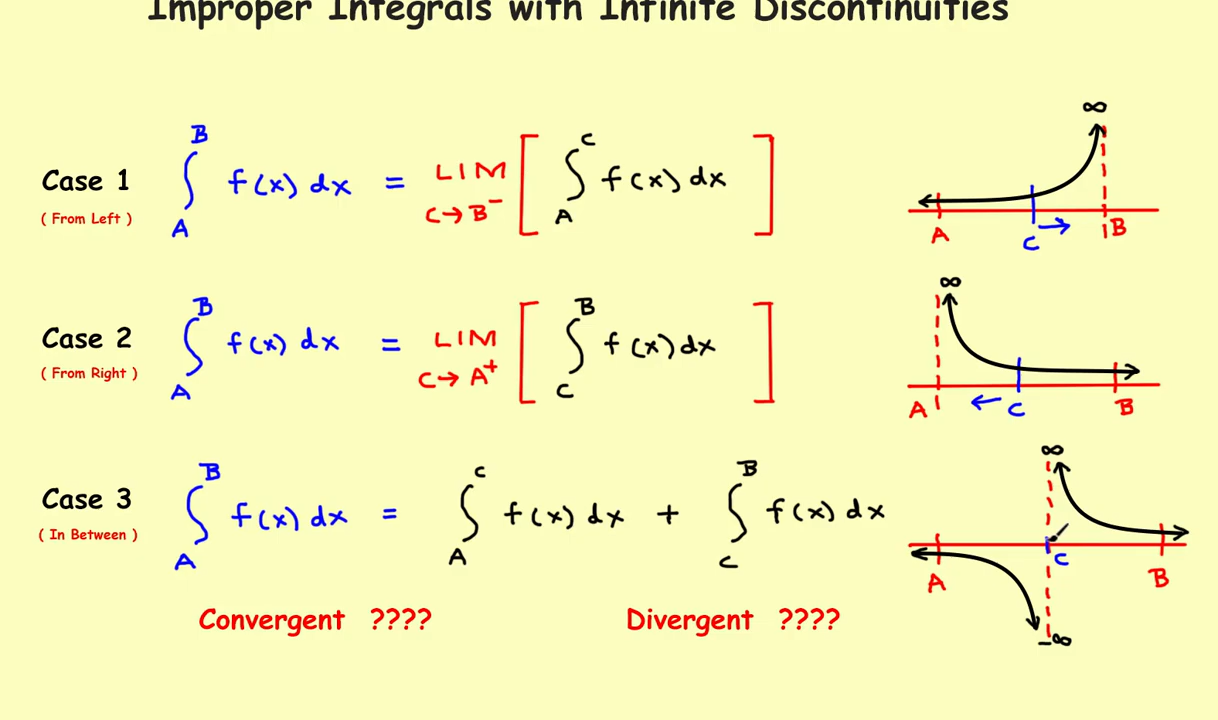 Improper Integrals with Infinite Discontinuities
Case 1
( From Left )
∫_A^B f(x) dx = LIM_{C→B⁻} [ ∫_A^C f(x) dx ]
∞
A C → B
Case 2
( From Right )
∫_A^B f(x) dx = LIM_{C→A⁺} [ ∫_C^B f(x) dx ]
∞
A ← C B
Case 3
( In Between )
∫_A^B f(x) dx = ∫_A^C f(x) dx + ∫_C^B f(x) dx
∞
A C B
-∞
Convergent ???? Divergent ????